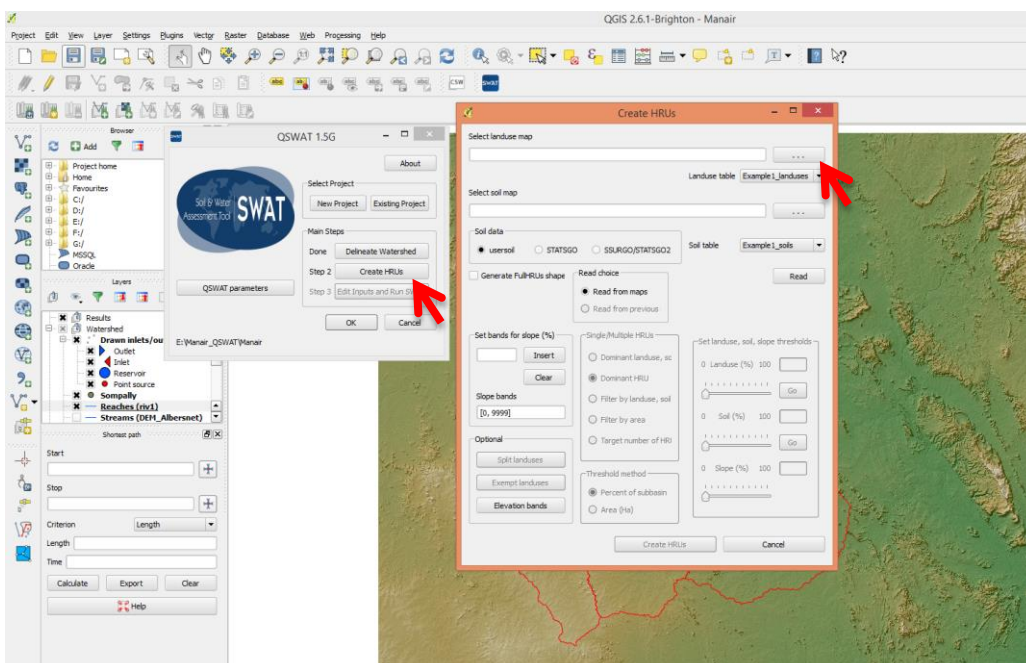 QGIS 2.6.1-Brighton - Manair
Project Edit View Layer Settings Plugins Vector Raster Database Web Processing Help
CSW
SWAT
Browser
Add
Project home
Home
Favourites
C:/
D:/
E:/
F:/
G:/
MSSQL
Oracle
Layers
Results
Watershed
Drawn inlets/ou
Outlet
Inlet
Reservoir
Point source
Sompally
Reaches (riv1)
Streams (DEM_Albersnet)
Shortest path
Start
Stop
Criterion Length
Length
Time
Calculate Export Clear
Help
QSWAT 1.5G
About
Soil & Water
Assessment Tool
SWAT
Select Project
New Project Existing Project
Main Steps
Done Delineate Watershed
Step 2 Create HRUs
Step 3 Edit Inputs and Run
QSWAT parameters
OK Cancel
E:\Manair_QSWAT\Manair
Create HRUs
Select landuse map
...
Landuse table Example1_landuses
Select soil map
...
Soil data
usersoil STATSGO SSURGO/STATSGO2
Soil table Example1_soils
Generate FullHRUs shape
Read choice
Read from maps
Read from previous
Read
Set bands for slope (%)
Insert
Clear
Slope bands
[0, 9999]
Optional
Split landuses
Exempt landuses
Elevation bands
Single/Multiple HRUs
Dominant landuse, sc
Dominant HRU
Filter by landuse, soil
Filter by area
Target number of HRI
Threshold method
Percent of subbasin
Area (Ha)
Set landuse, soil, slope thresholds
0 Landuse (%) 100
Go
0 Soil (%) 100
Go
0 Slope (%) 100
Create HRUs Cancel